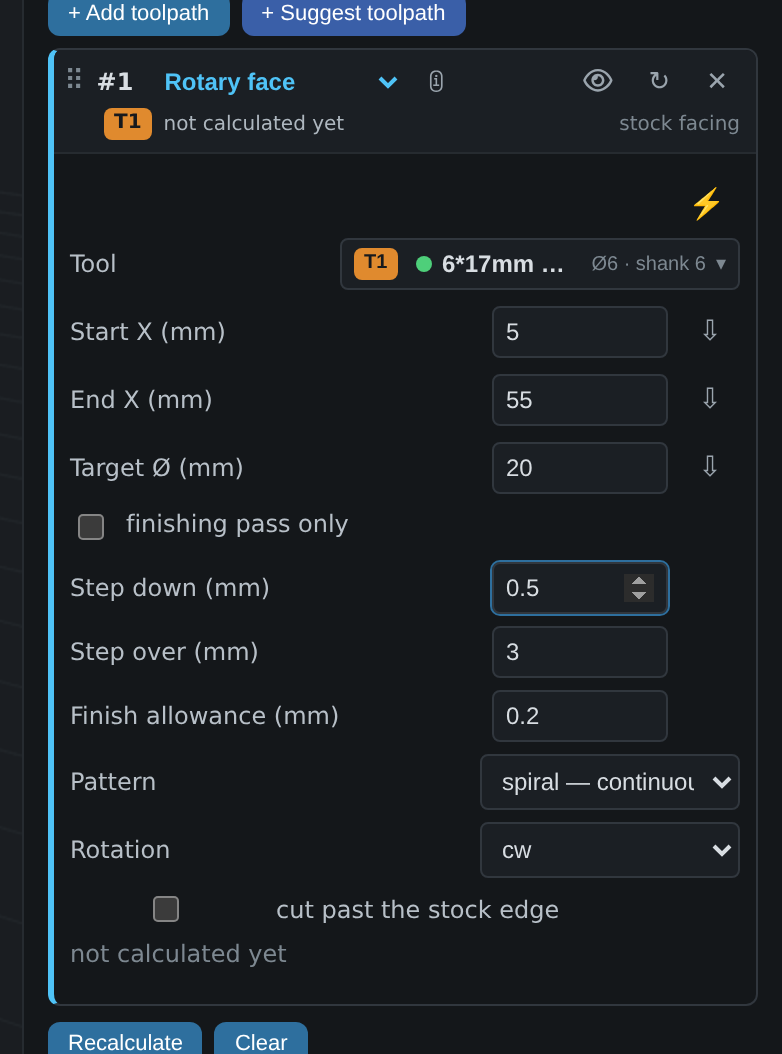 + Add toolpath + Suggest toolpath
#1 Rotary face
T1 not calculated yet stock facing
Tool T1 6*17mm ... Ø6 · shank 6
Start X (mm) 5
End X (mm) 55
Target Ø (mm) 20
finishing pass only
Step down (mm) 0.5
Step over (mm) 3
Finish allowance (mm) 0.2
Pattern spiral — continuou
Rotation cw
cut past the stock edge
not calculated yet
Recalculate Clear